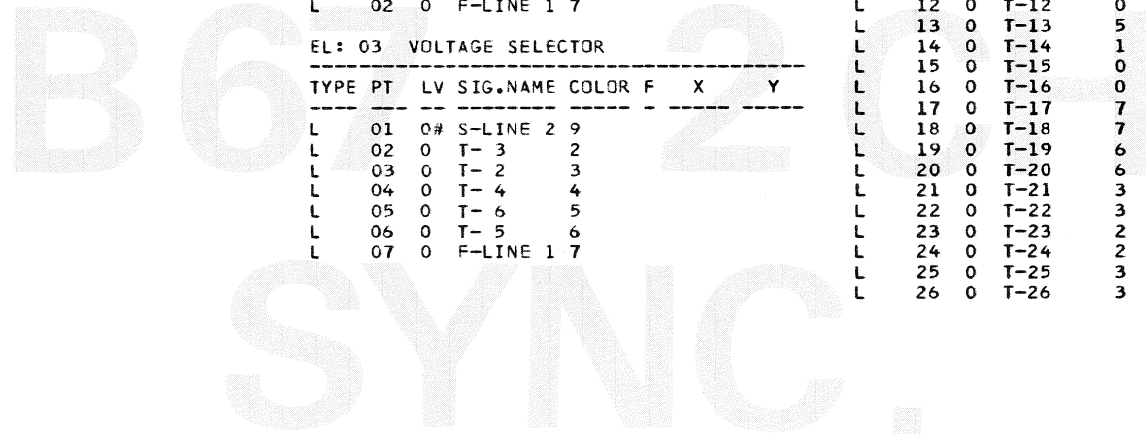 L 02 0 F-LINE 1 7
EL: 03 VOLTAGE SELECTOR
TYPE PT LV SIG.NAME COLOR F X Y
L 01 0# S-LINE 2 9
L 02 0 T- 3 2
L 03 0 T- 2 3
L 04 0 T- 4 4
L 05 0 T- 6 5
L 06 0 T- 5 6
L 07 0 F-LINE 1 7
L 12 0 T-12 0
L 13 0 T-13 5
L 14 0 T-14 1
L 15 0 T-15 0
L 16 0 T-16 0
L 17 0 T-17 7
L 18 0 T-18 7
L 19 0 T-19 6
L 20 0 T-20 6
L 21 0 T-21 3
L 22 0 T-22 3
L 23 0 T-23 2
L 24 0 T-24 2
L 25 0 T-25 3
L 26 0 T-26 3
B67 2 CH
SYNC.